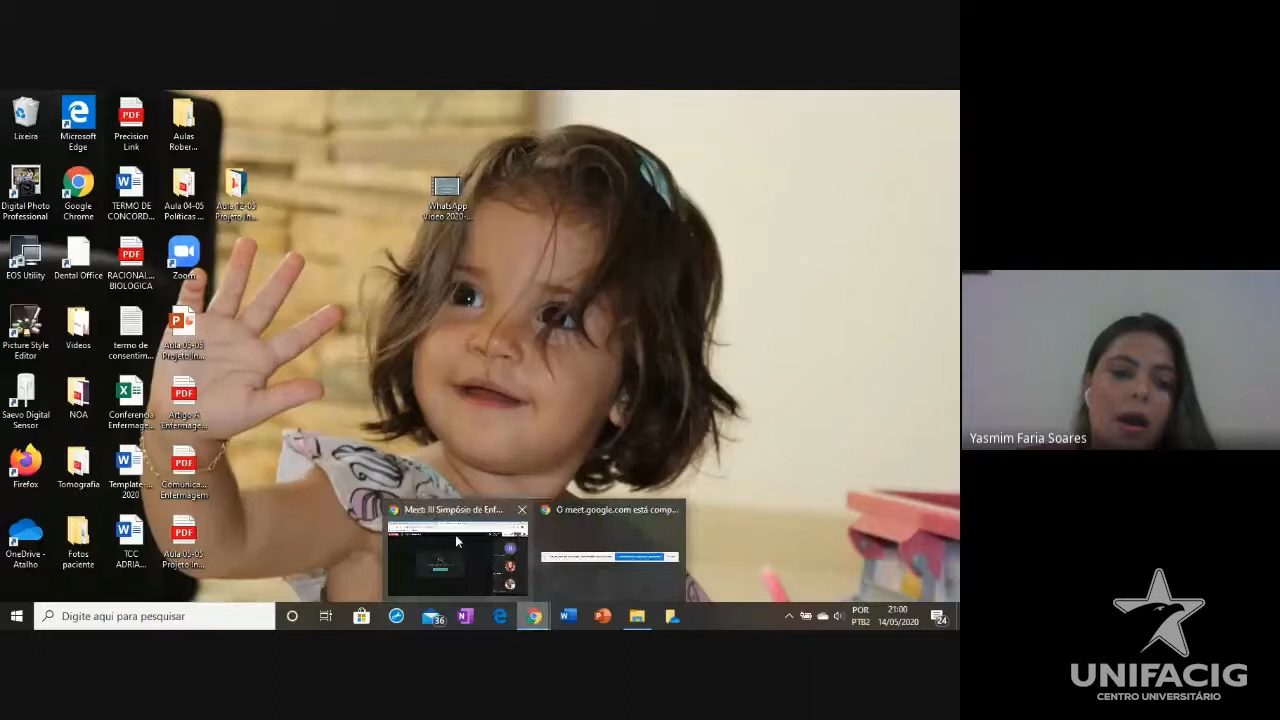 Lixeira
Microsoft
Edge
Precision
Link
Aulas
Rober...
Digital Photo
Professional
Google
Chrome
TERMO DE
CONCORD...
Aula 04-05
Políticas ...
Aula 12-05
Projeto In...
WhatsApp
Video 2020-...
EOS Utility
Dental Office
RACIONAL...
BIOLOGICA
Zoom
Picture Style
Editor
Videos
termo de
consentim...
Projeto In...
Saevo Digital
Sensor
NOA
Conferencia
Enfermage...
Artigo A
Enfermage...
Firefox
Tomografia
Template-...
2020
Comunica...
Enfermagem
OneDrive -
Atalho
Fotos
paciente
TCC
ADRIA...
Aula 05-05
Projeto In...
Meet: III Simpósio de Enf...
O meet.google.com está comp...
Digite aqui para pesquisar
36
POR
PTB2
21:00
14/05/2020
24
Yasmim Faria Soares
UNIFACIG
CENTRO UNIVERSITÁRIO
PDF